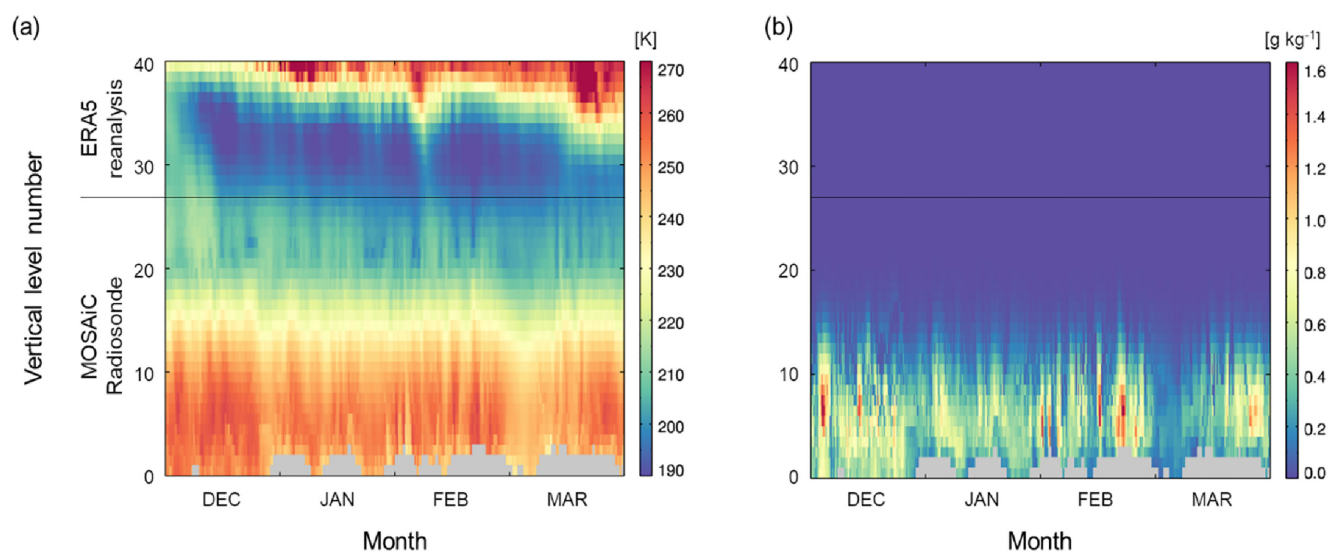 (a)
[K]
40
30
20
10
0
Vertical level number
ERA5
reanalysis
MOSAiC
Radiosonde
DEC JAN FEB MAR
Month
270
260
250
240
230
220
210
200
190
(b)
[g kg⁻¹]
40
30
20
10
0
DEC JAN FEB MAR
Month
1.6
1.4
1.2
1.0
0.8
0.6
0.4
0.2
0.0